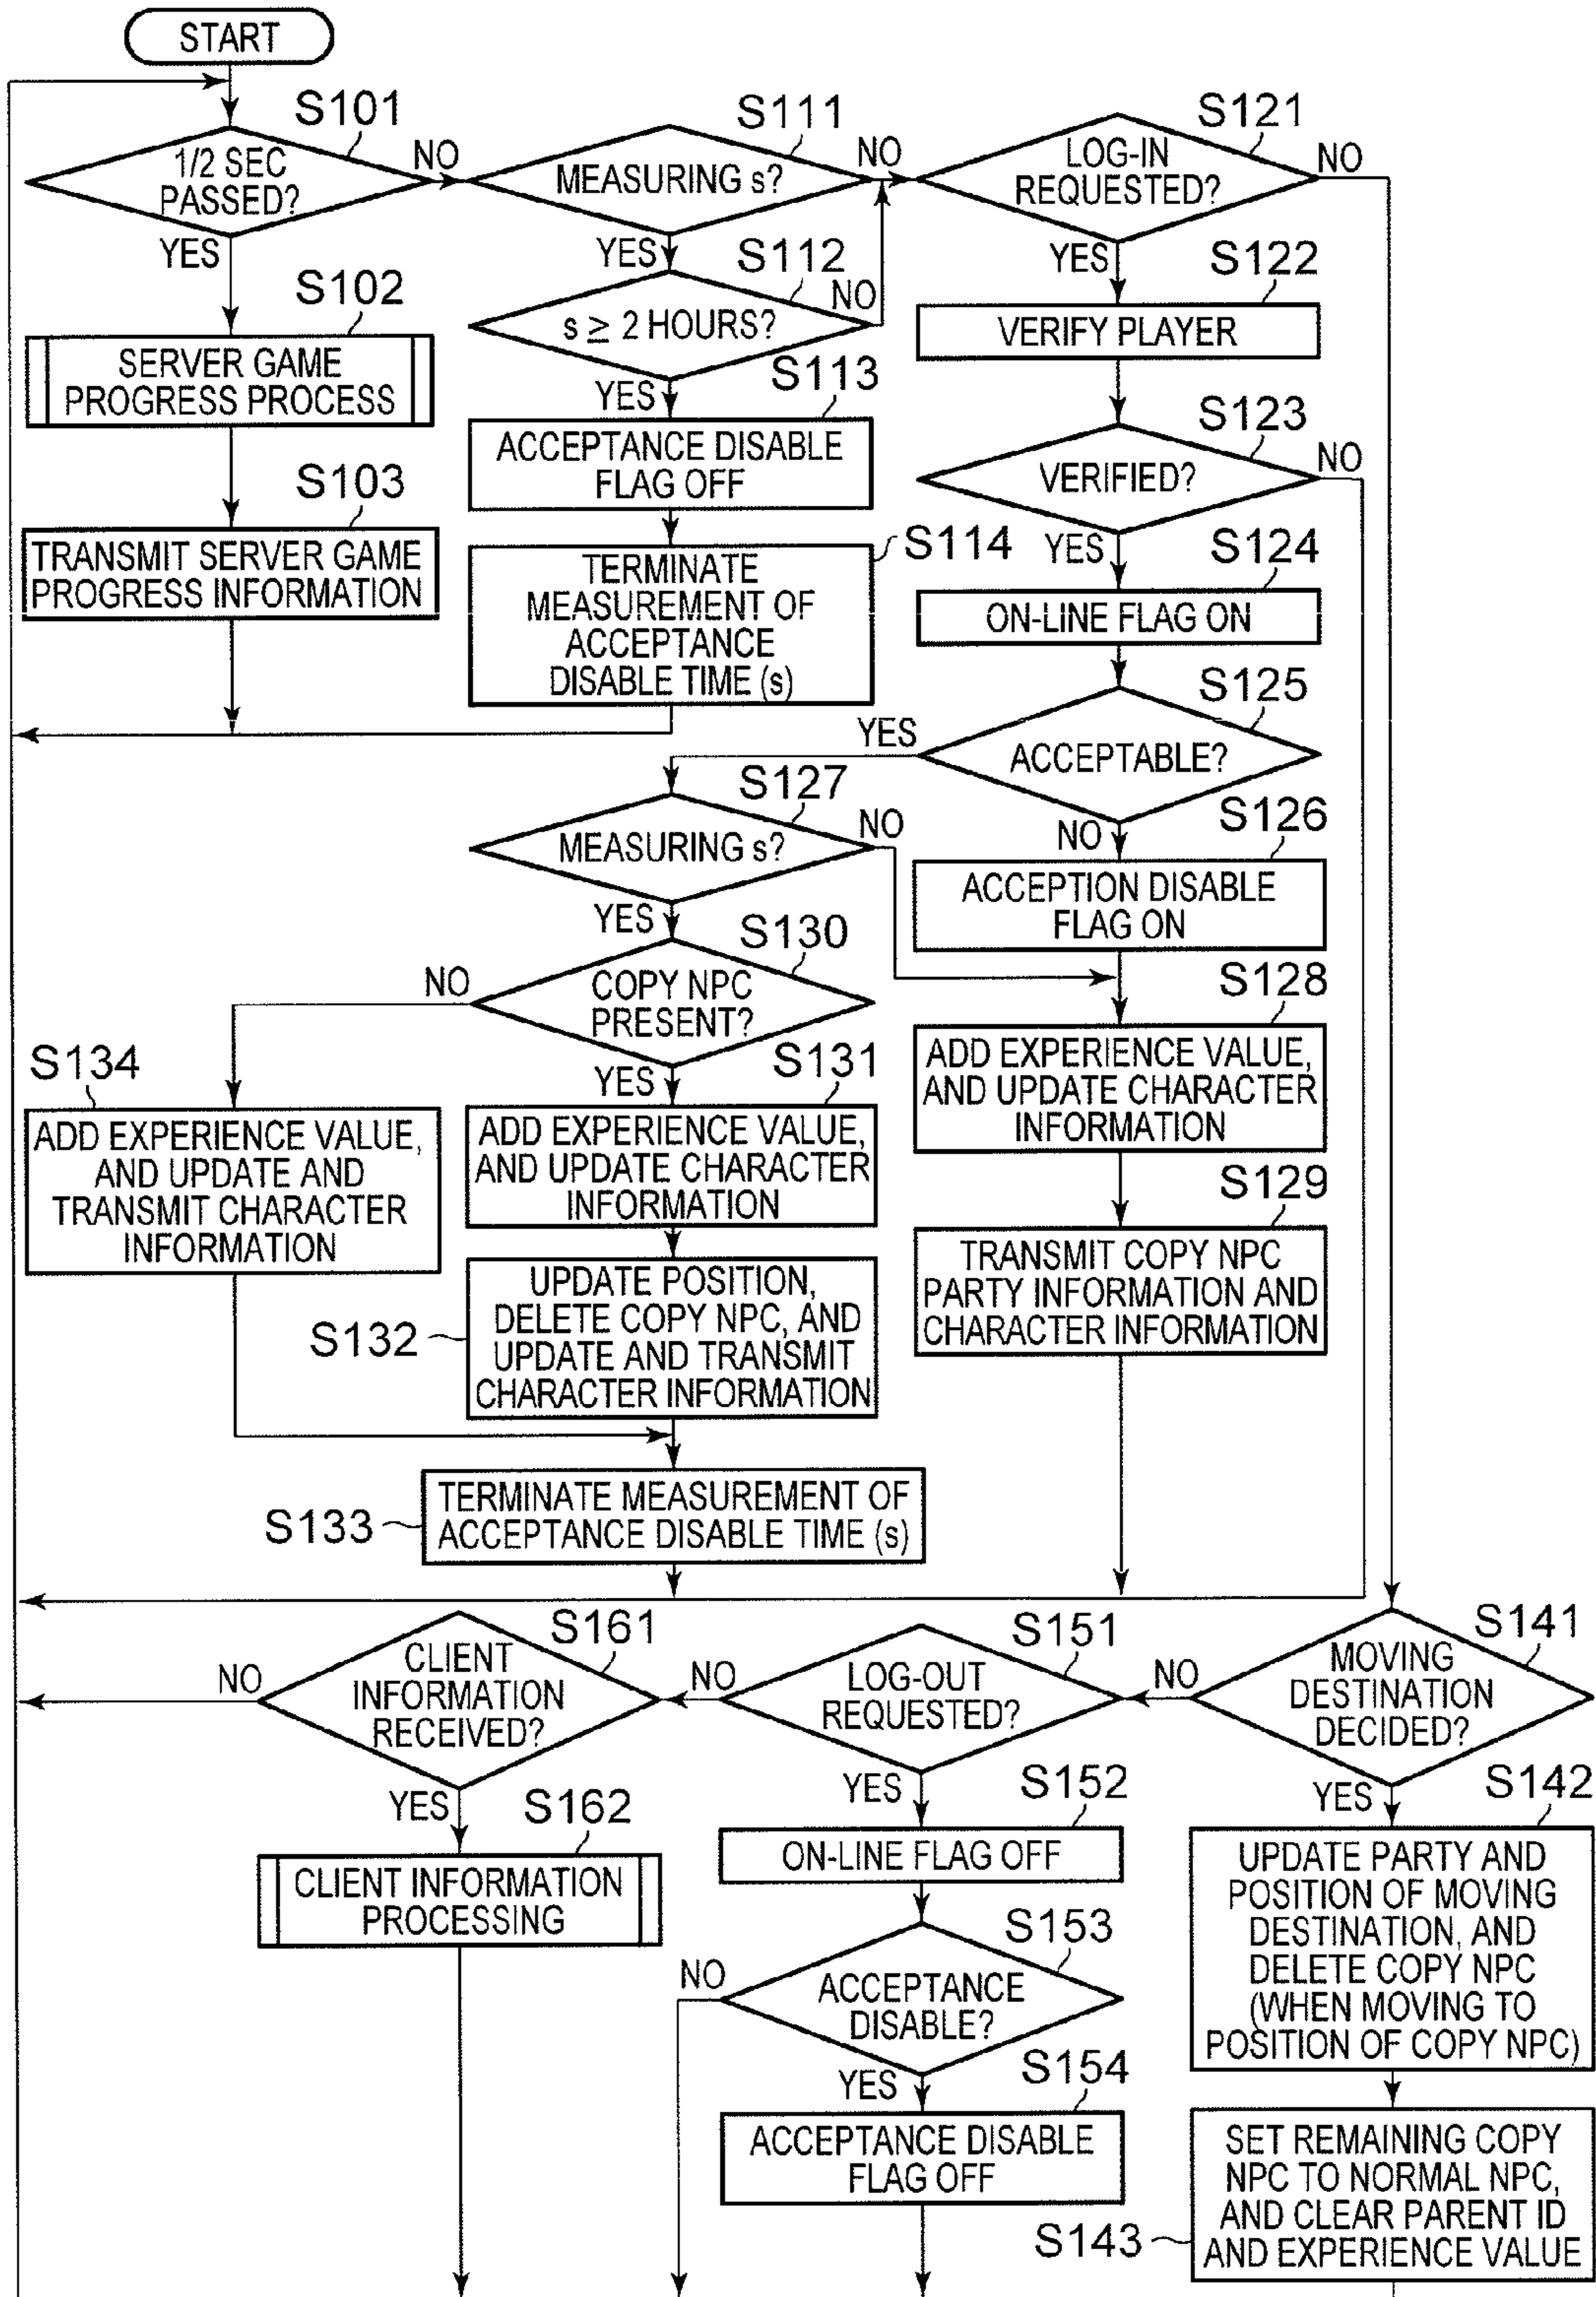 START
S101
1/2 SEC
PASSED?
NO
YES
S102
SERVER GAME
PROGRESS PROCESS
S103
TRANSMIT SERVER GAME
PROGRESS INFORMATION
S111
MEASURING s?
NO
YES
S112
s ≥ 2 HOURS?
NO
YES
S113
ACCEPTANCE DISABLE
FLAG OFF
S114
TERMINATE
MEASUREMENT OF
ACCEPTANCE
DISABLE TIME (s)
S121
LOG-IN
REQUESTED?
NO
YES
S122
VERIFY PLAYER
S123
VERIFIED?
NO
YES
S124
ON-LINE FLAG ON
S125
ACCEPTABLE?
YES
NO
S126
ACCEPTION DISABLE
FLAG ON
S127
MEASURING s?
NO
YES
S128
ADD EXPERIENCE VALUE,
AND UPDATE CHARACTER
INFORMATION
S129
TRANSMIT COPY NPC
PARTY INFORMATION AND
CHARACTER INFORMATION
S130
COPY NPC
PRESENT?
NO
YES
S131
ADD EXPERIENCE VALUE,
AND UPDATE CHARACTER
INFORMATION
S132
UPDATE POSITION,
DELETE COPY NPC, AND
UPDATE AND TRANSMIT
CHARACTER INFORMATION
S134
ADD EXPERIENCE VALUE,
AND UPDATE AND
TRANSMIT CHARACTER
INFORMATION
S133
TERMINATE MEASUREMENT OF
ACCEPTANCE DISABLE TIME (s)
S141
MOVING
DESTINATION
DECIDED?
NO
YES
S142
UPDATE PARTY AND
POSITION OF MOVING
DESTINATION, AND
DELETE COPY NPC
(WHEN MOVING TO
POSITION OF COPY NPC)
S143
SET REMAINING COPY
NPC TO NORMAL NPC,
AND CLEAR PARENT ID
AND EXPERIENCE VALUE
S151
LOG-OUT
REQUESTED?
NO
YES
S152
ON-LINE FLAG OFF
S153
ACCEPTANCE
DISABLE?
NO
YES
S154
ACCEPTANCE DISABLE
FLAG OFF
S161
CLIENT
INFORMATION
RECEIVED?
NO
YES
S162
CLIENT INFORMATION
PROCESSING